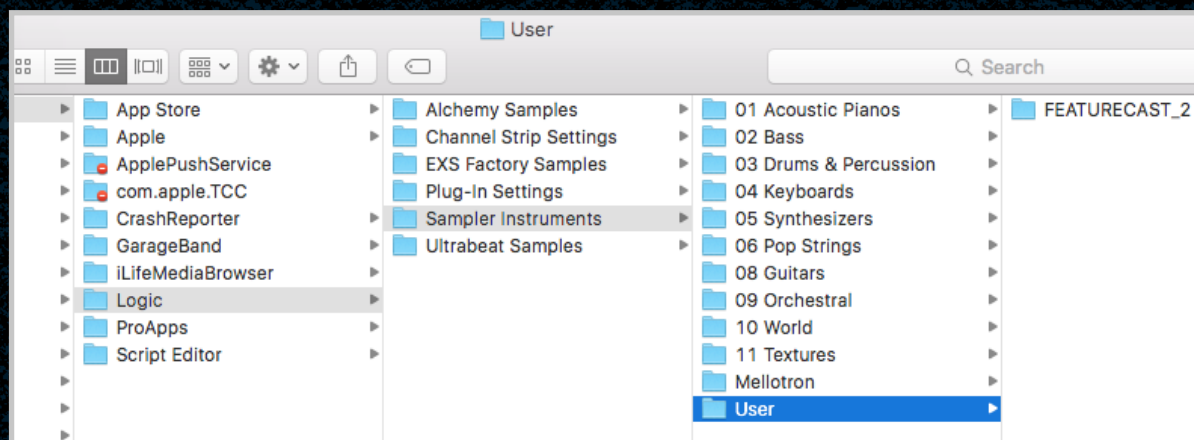 User
Search
App Store
Apple
ApplePushService
com.apple.TCC
CrashReporter
GarageBand
iLifeMediaBrowser
Logic
ProApps
Script Editor
Alchemy Samples
Channel Strip Settings
EXS Factory Samples
Plug-In Settings
Sampler Instruments
Ultrabeat Samples
01 Acoustic Pianos
02 Bass
03 Drums & Percussion
04 Keyboards
05 Synthesizers
06 Pop Strings
08 Guitars
09 Orchestral
10 World
11 Textures
Mellotron
User
FEATURECAST_2